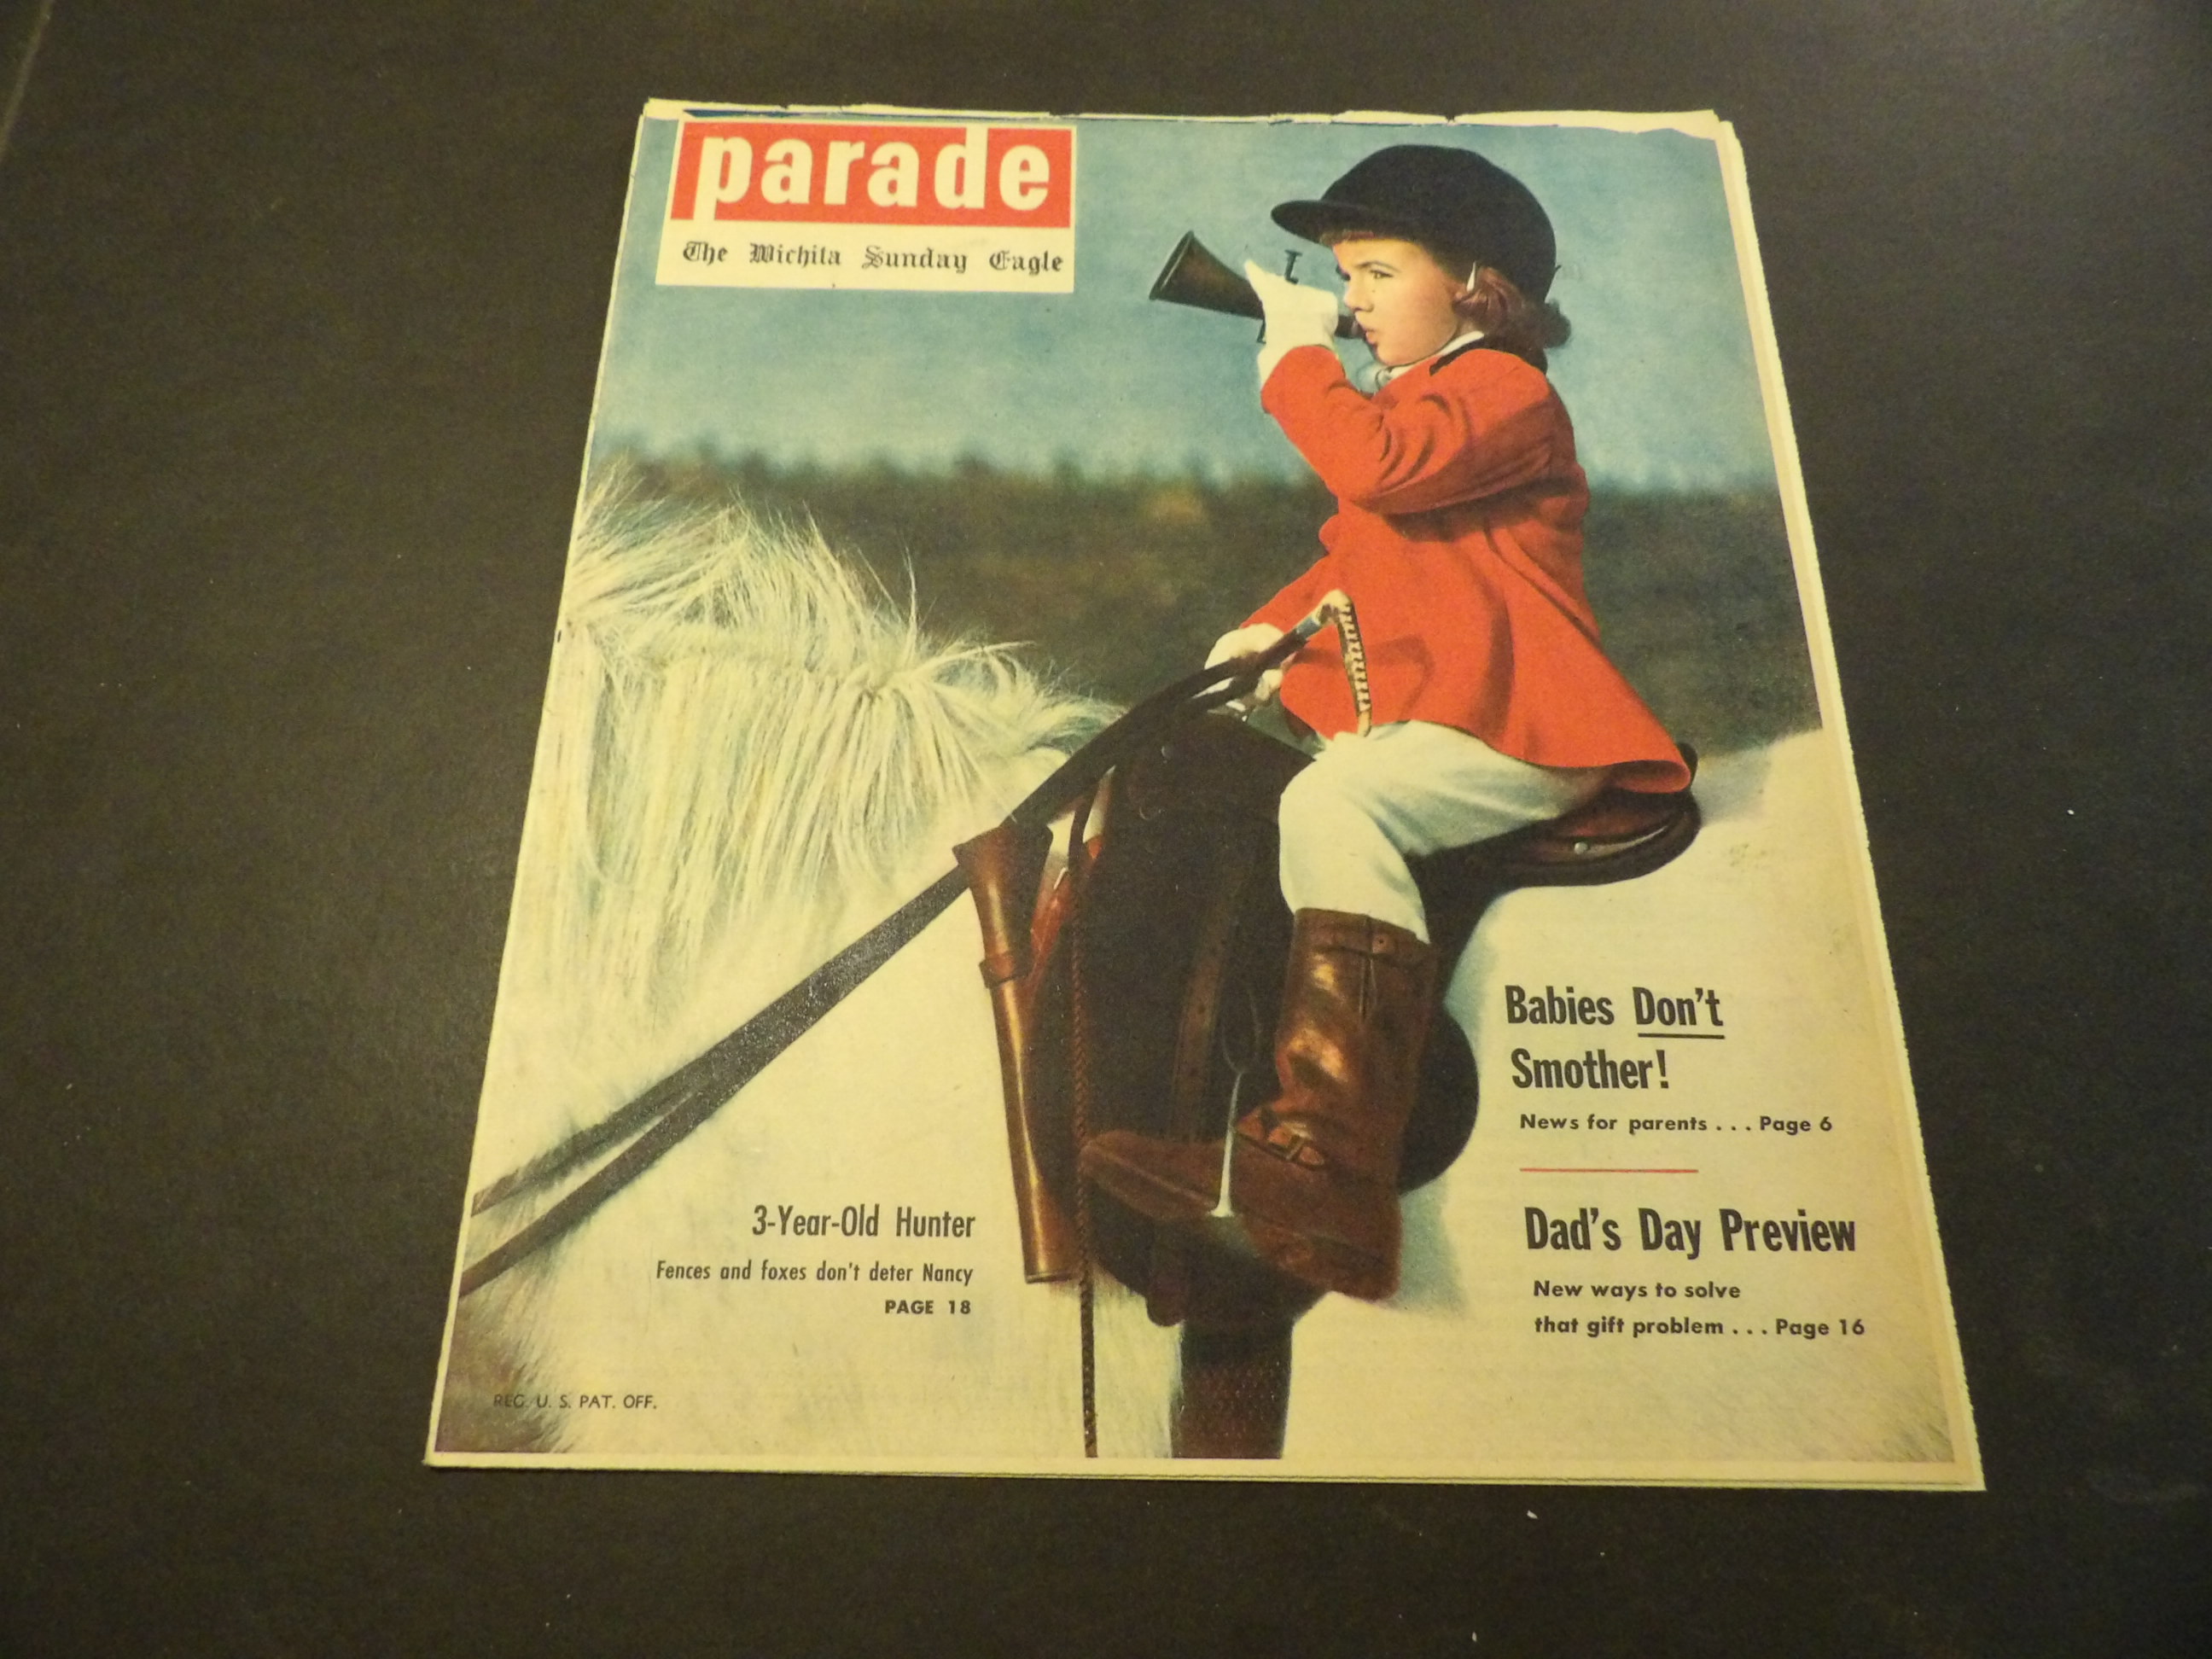 parade
The Wichita Sunday Eagle
Babies Don't
Smother!
News for parents . . . Page 6
Dad's Day Preview
New ways to solve
that gift problem . . . Page 16
3-Year-Old Hunter
Fences and foxes don't deter Nancy
PAGE 18
REG. U. S. PAT. OFF.